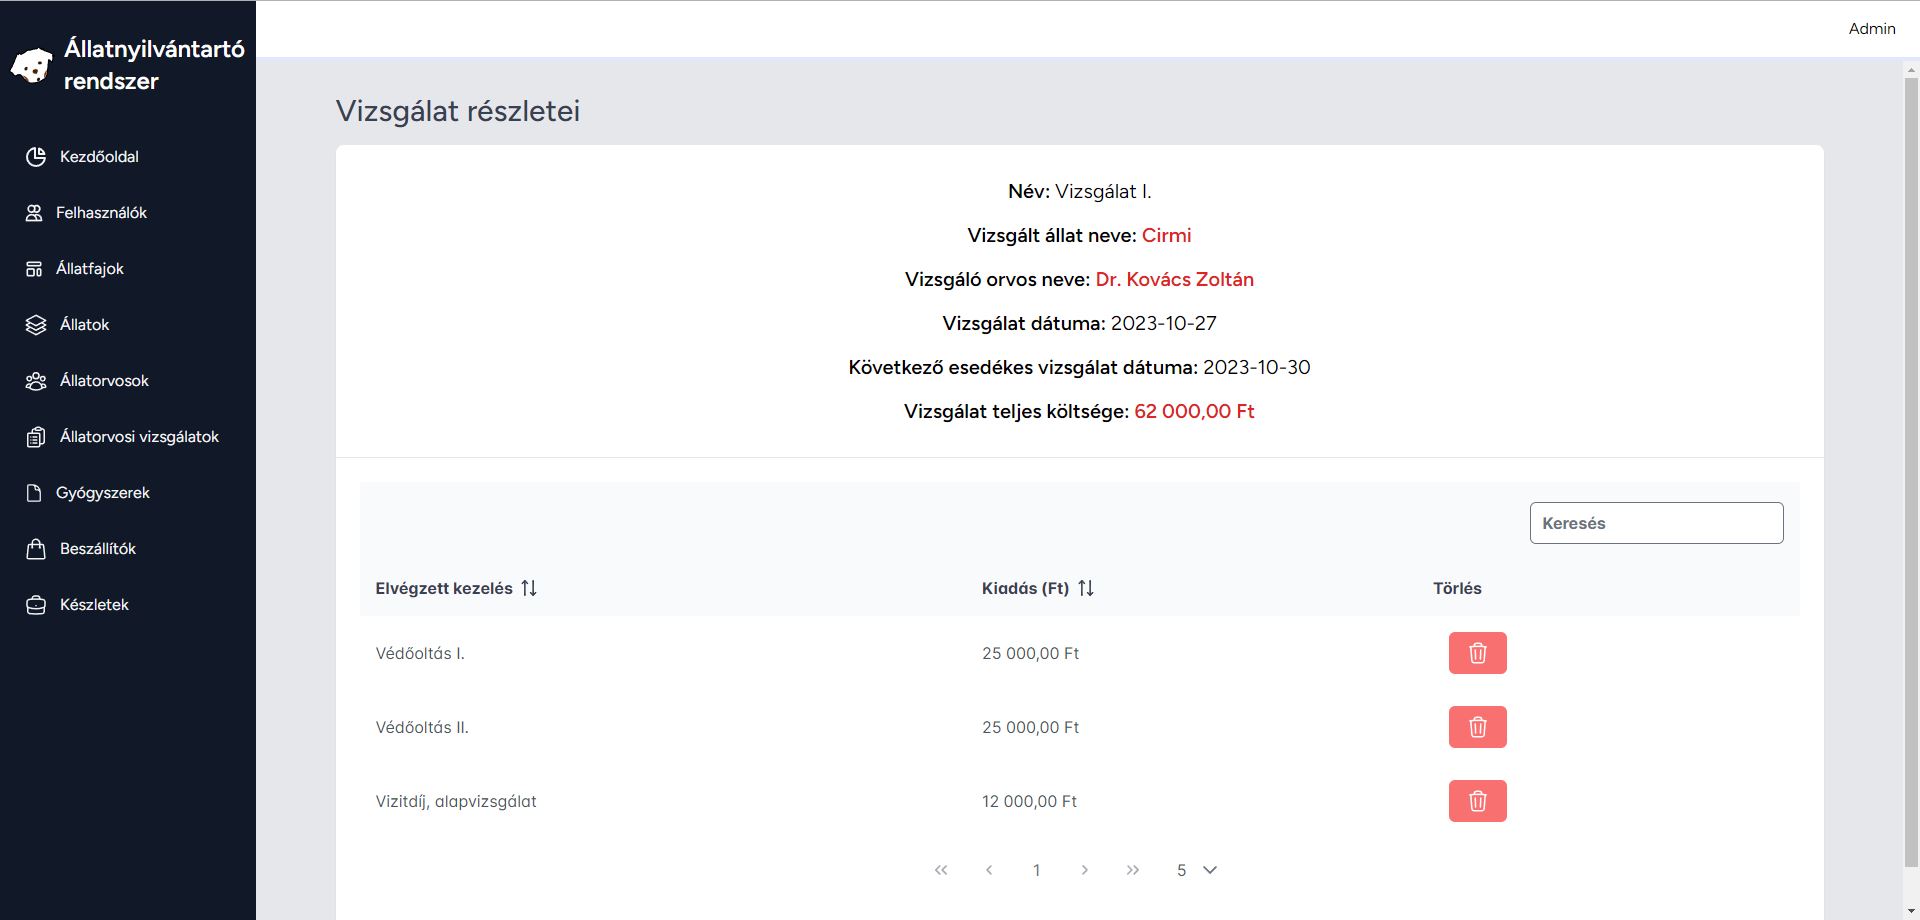 Állatnyilvántartó
rendszer
Admin
Kezdőoldal
Felhasználók
Állatfajok
Állatok
Állatorvosok
Állatorvosi vizsgálatok
Gyógyszerek
Beszállítók
Készletek
Vizsgálat részletei
Név: Vizsgálat I.
Vizsgált állat neve: Cirmi
Vizsgáló orvos neve: Dr. Kovács Zoltán
Vizsgálat dátuma: 2023-10-27
Következő esedékes vizsgálat dátuma: 2023-10-30
Vizsgálat teljes költsége: 62 000,00 Ft
Keresés
Elvégzett kezelés Kiadás (Ft) Törlés
Védőoltás I. 25 000,00 Ft
Védőoltás II. 25 000,00 Ft
Vizitdíj, alapvizsgálat 12 000,00 Ft
1 5